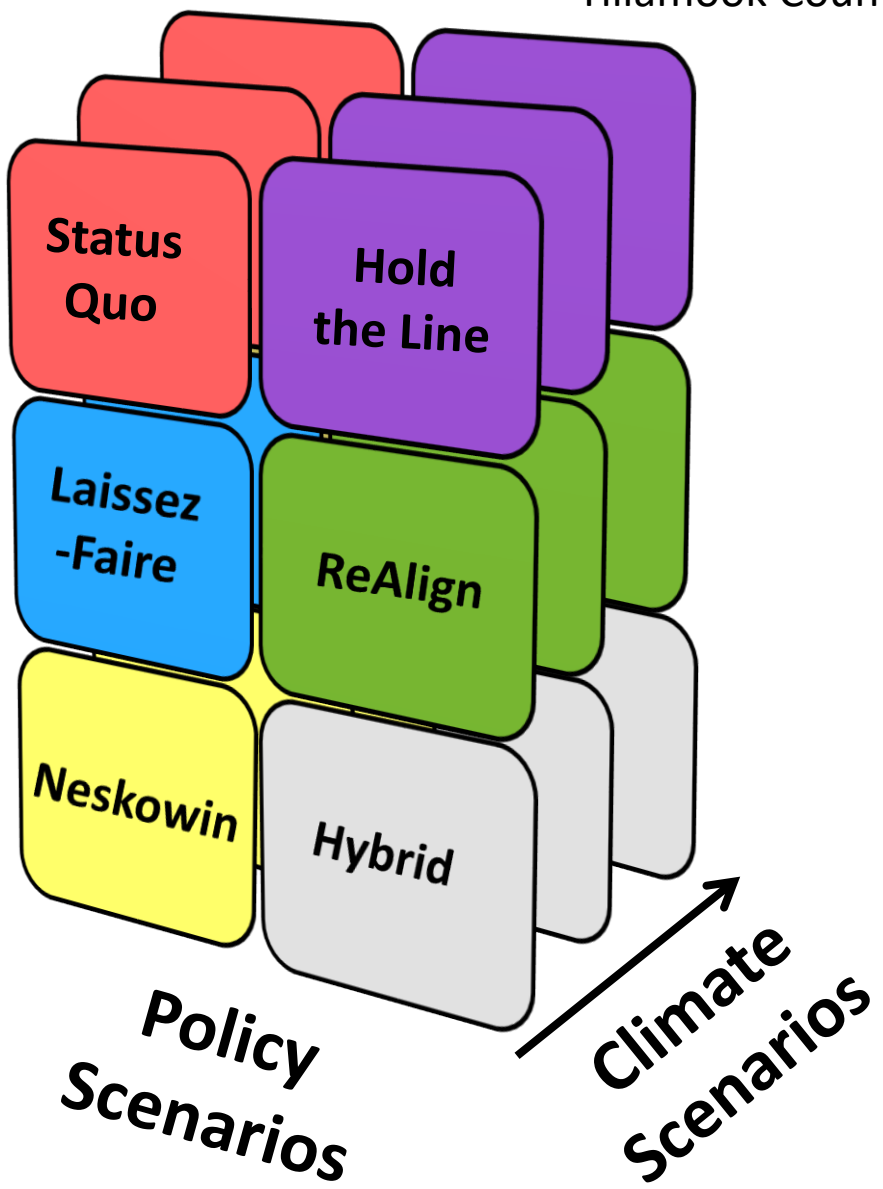 Status
Quo
Hold
the Line
Laissez
-Faire
ReAlign
Neskowin
Hybrid
Policy
Scenarios
Climate
Scenarios